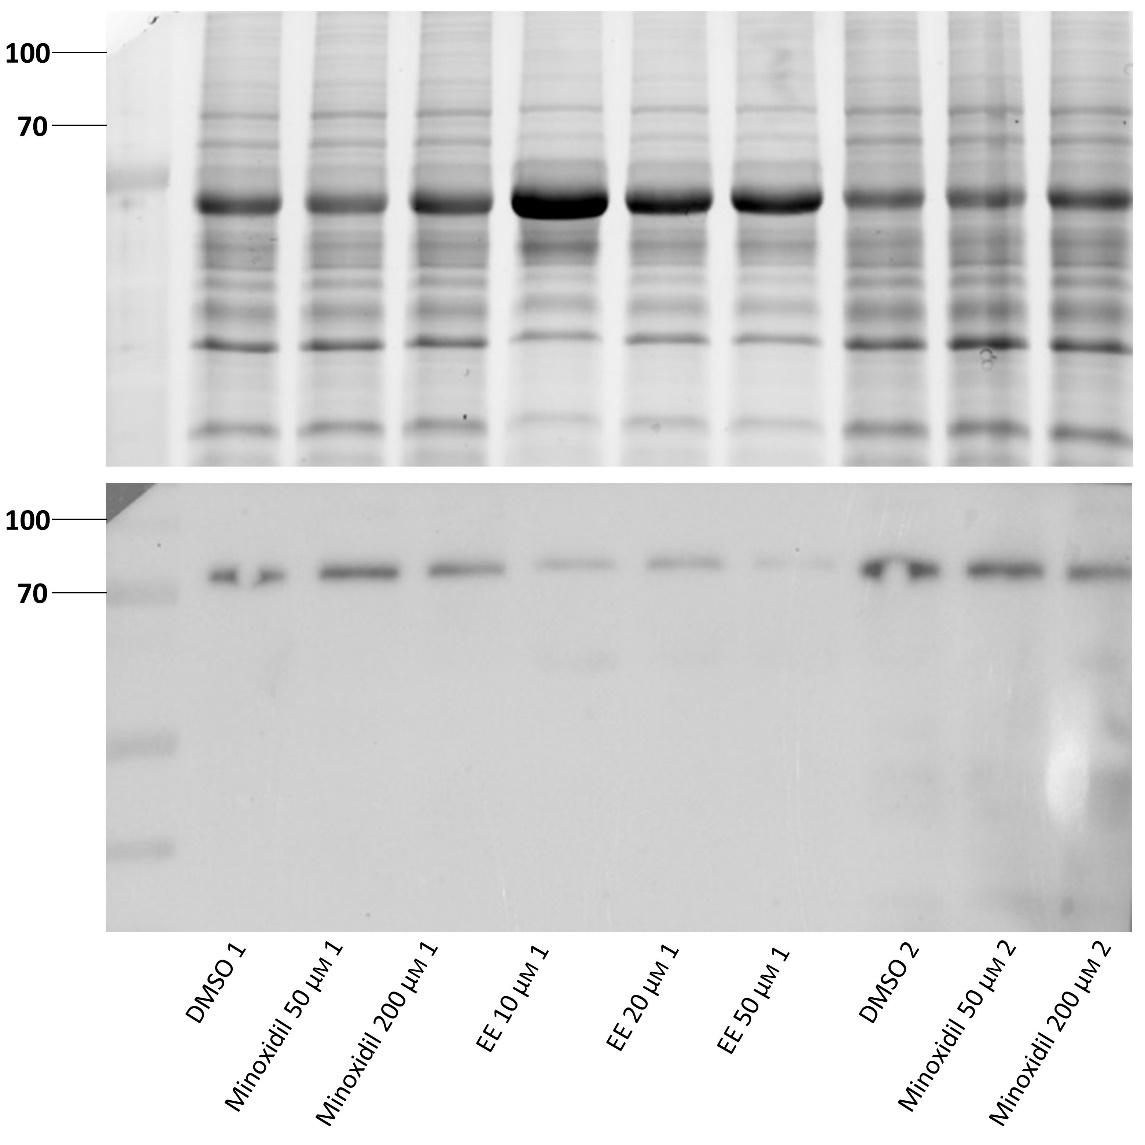 100
70
100
70
DMSO 1
Minoxidil 50 µM 1
Minoxidil 200 µM 1
EE 10 µM 1
EE 20 µM 1
EE 50 µM 1
DMSO 2
Minoxidil 50 µM 2
Minoxidil 200 µM 2